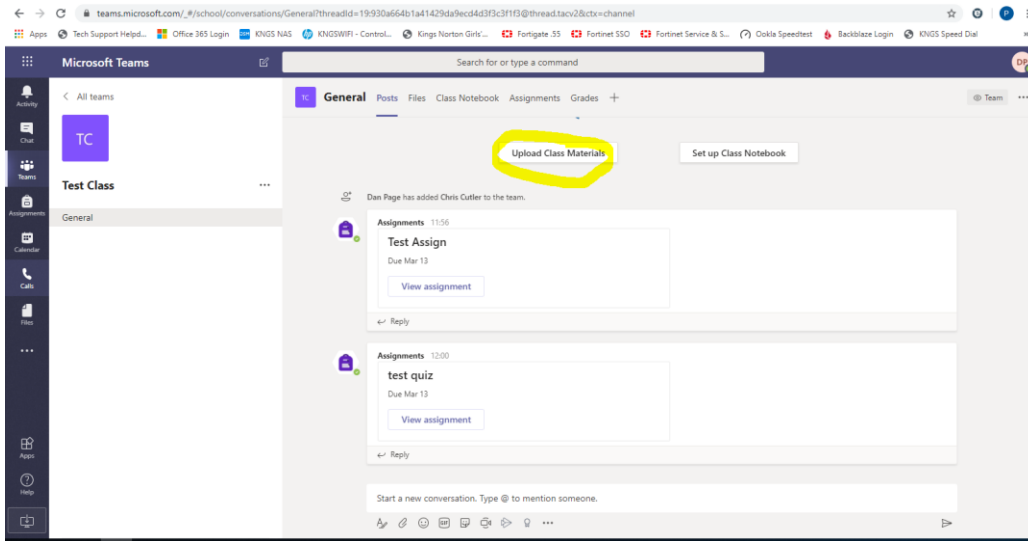 teams.microsoft.com/_#/school/conversations/General?threadId=19:930a664b1a41429da9ecd4d3f3c3f1f3@thread.tacv2&ctx=channel
Apps Tech Support Helpd... Office 365 Login KNGS NAS KNGSWIFI - Control... Kings Norton Girls'... Fortigate .55 Fortinet SSO Fortinet Service & S... Ookla Speedtest Backblaze Login KNGS Speed Dial
Microsoft Teams
Search for or type a command
DP
Activity
Chat
Teams
Assignments
Calendar
Calls
Files
Apps
Help
All teams
TC
Test Class
General
TC General Posts Files Class Notebook Assignments Grades
Team
Upload Class Materials Set up Class Notebook
Dan Page has added Chris Cutler to the team.
Assignments 11:56
Test Assign
Due Mar 13
View assignment
Reply
Assignments 12:00
test quiz
Due Mar 13
View assignment
Reply
Start a new conversation. Type @ to mention someone.
GIF